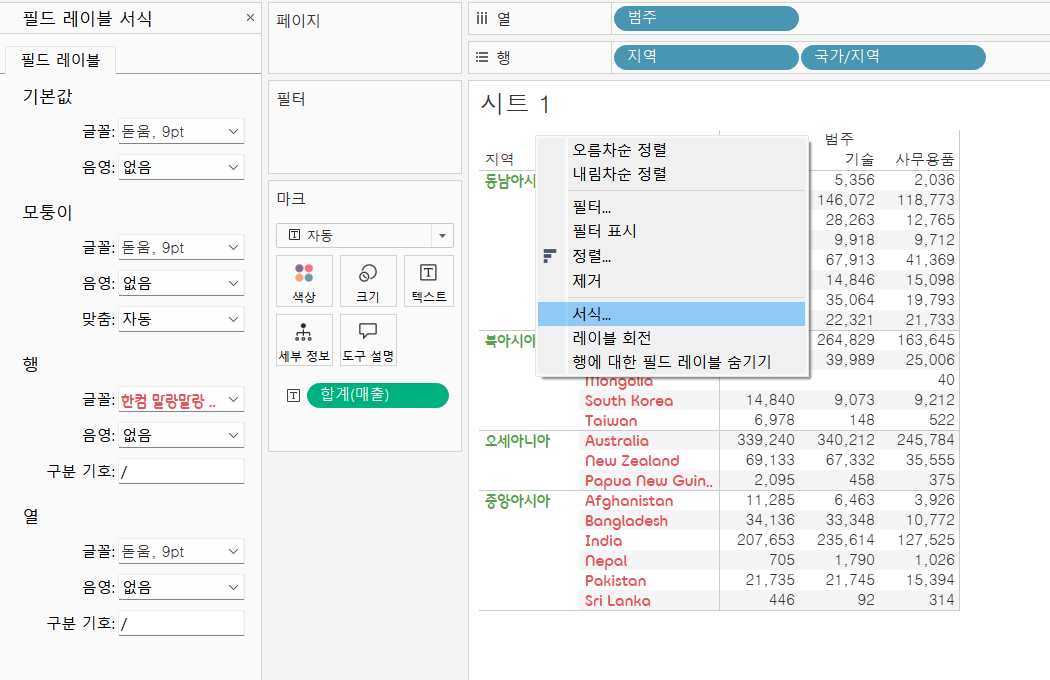 필드 레이블 서식
필드 레이블
기본값
글꼴: 돋움, 9pt
음영: 없음
모퉁이
글꼴: 돋움, 9pt
음영: 없음
맞춤: 자동
행
글꼴: 한컴 말랑말랑 ..
음영: 없음
구분 기호: /
열
글꼴: 돋움, 9pt
음영: 없음
구분 기호: /
페이지
필터
마크
자동
색상 크기 텍스트
세부 정보 도구 설명
합계(매출)
열 범주
행 지역 국가/지역
시트 1
범주
지역 기술 사무용품
동남아시 5,356 2,036
146,072 118,773
28,263 12,765
9,918 9,712
67,913 41,369
14,846 15,098
35,064 19,793
22,321 21,733
북아시아 264,829 163,645
39,989 25,006
Mongolia 40
South Korea 14,840 9,073 9,212
Taiwan 6,978 148 522
오세아니아 Australia 339,240 340,212 245,784
New Zealand 69,133 67,332 35,555
Papua New Guin.. 2,095 458 375
중앙아시아 Afghanistan 11,285 6,463 3,926
Bangladesh 34,136 33,348 10,772
India 207,653 235,614 127,525
Nepal 705 1,790 1,026
Pakistan 21,735 21,745 15,394
Sri Lanka 446 92 314
오름차순 정렬
내림차순 정렬
필터...
필터 표시
정렬...
제거
서식...
레이블 회전
행에 대한 필드 레이블 숨기기